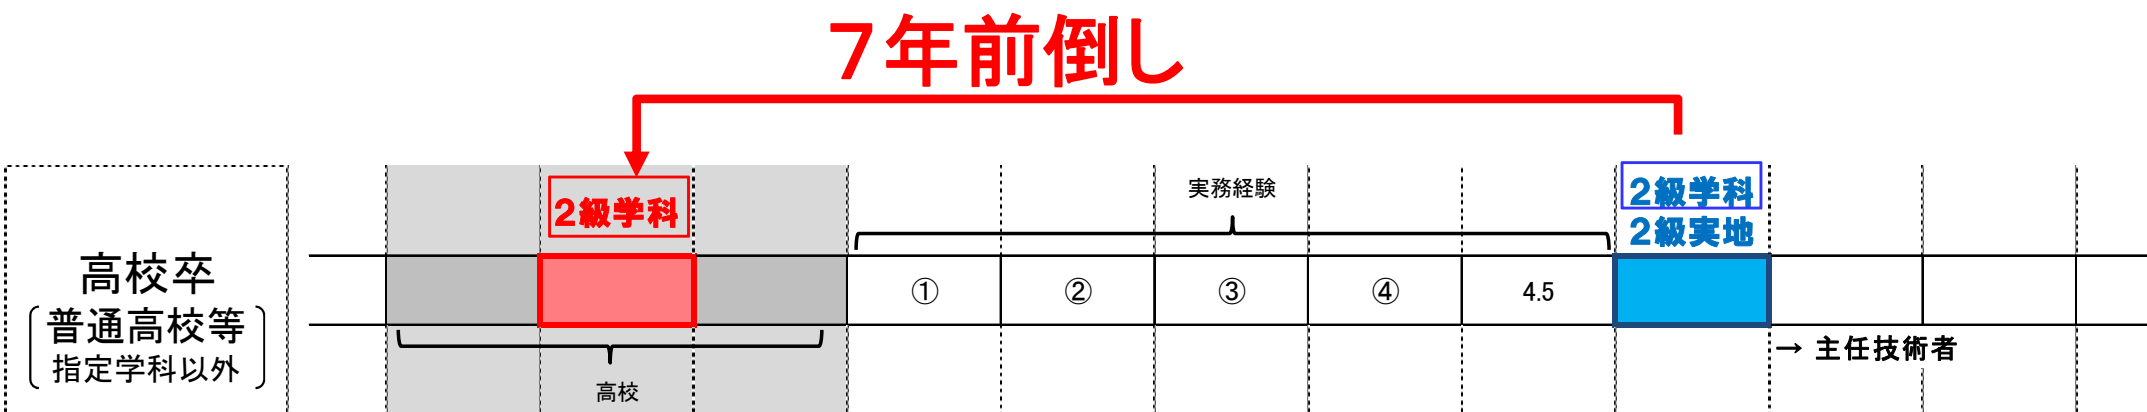 ７年前倒し
２級学科
実務経験
２級学科
２級実地
高校卒
普通高校等
指定学科以外
①
②
③
④
4.5
→ 主任技術者
高校